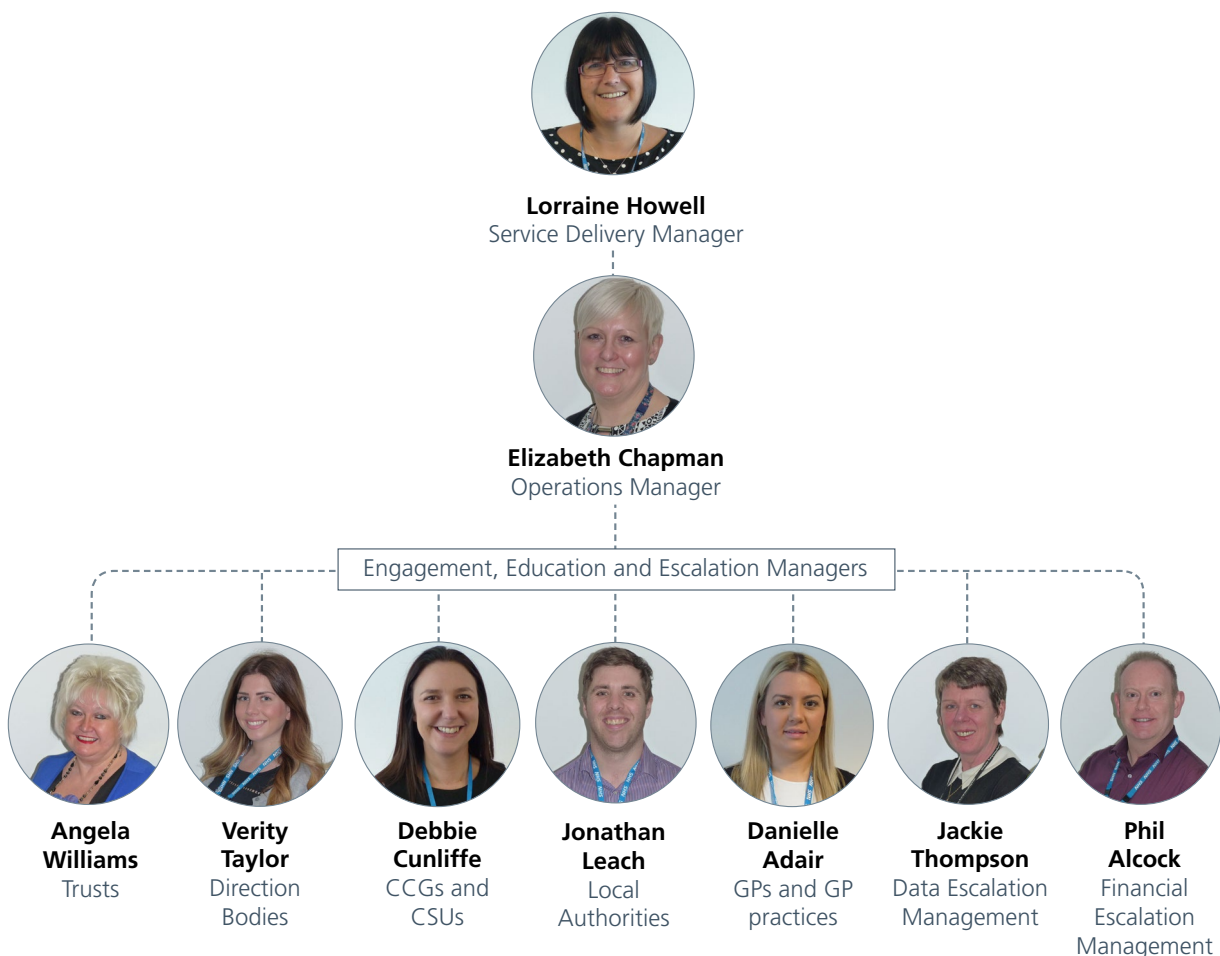 Lorraine Howell
Service Delivery Manager
Elizabeth Chapman
Operations Manager
Engagement, Education and Escalation Managers
Angela
Williams
Trusts
Verity
Taylor
Direction
Bodies
Debbie
Cunliffe
CCGs and
CSUs
Jonathan
Leach
Local
Authorities
Danielle
Adair
GPs and GP
practices
Jackie
Thompson
Data Escalation
Management
Phil
Alcock
Financial
Escalation
Management